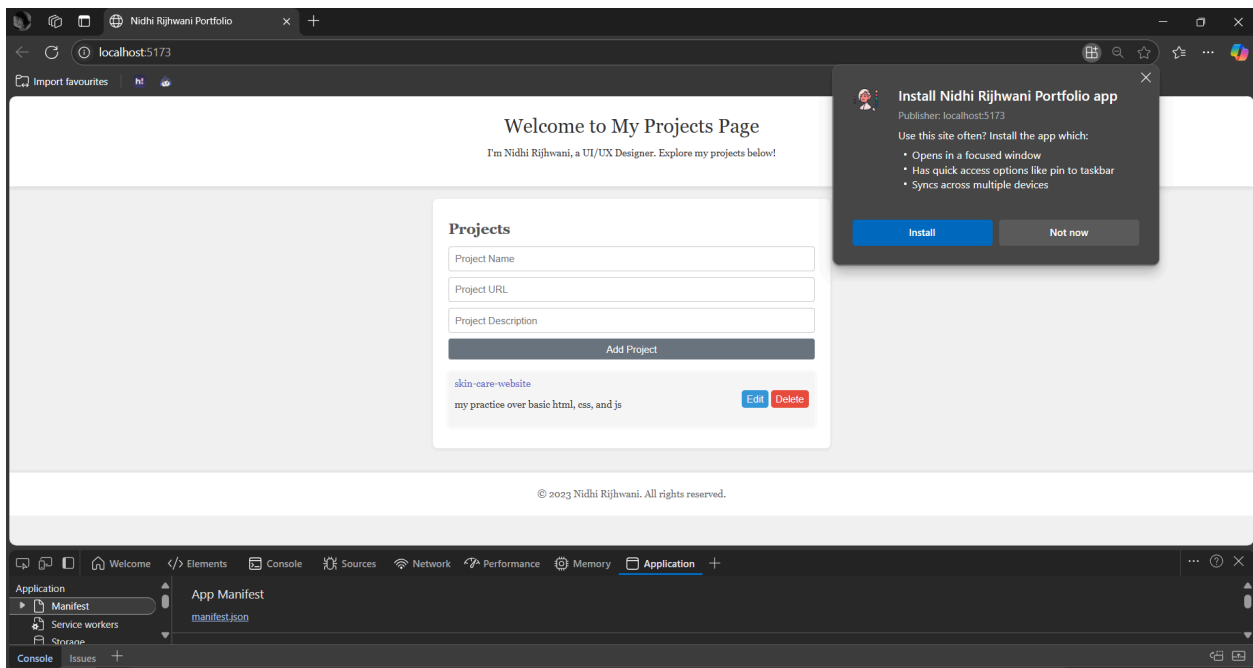 Nidhi Rijhwani Portfolio
localhost:5173
Import favourites
h!
Welcome to My Projects Page
I'm Nidhi Rijhwani, a UI/UX Designer. Explore my projects below!
Install Nidhi Rijhwani Portfolio app
Publisher: localhost:5173
Use this site often? Install the app which:
• Opens in a focused window
• Has quick access options like pin to taskbar
• Syncs across multiple devices
Install Not now
Projects
Project Name
Project URL
Project Description
Add Project
skin-care-website
my practice over basic html, css, and js
Edit Delete
© 2023 Nidhi Rijhwani. All rights reserved.
Welcome Elements Console Sources Network Performance Memory Application
Application
Manifest
Service workers
Storage
App Manifest
manifest.json
Console Issues